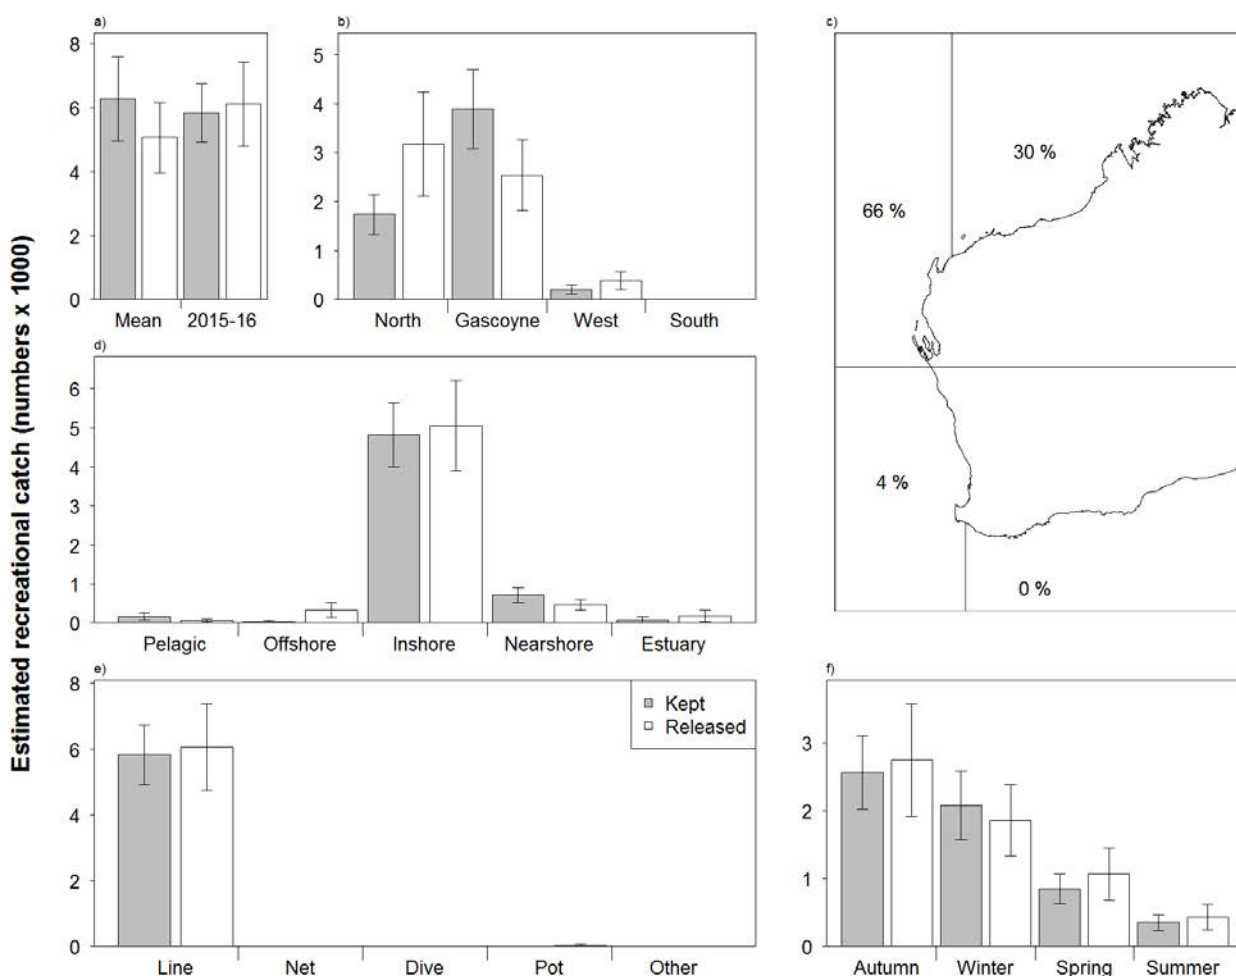 Estimated recreational catch (numbers x 1000)
a)
8
6
4
2
0
Mean 2015-16
b)
5
4
3
2
1
0
North Gascoyne West South
c)
30 %
66 %
4 %
0 %
d)
6
5
4
3
2
1
0
Pelagic Offshore Inshore Nearshore Estuary
e)
8
6
4
2
0
Kept
Released
Line Net Dive Pot Other
f)
3
2
1
0
Autumn Winter Spring Summer